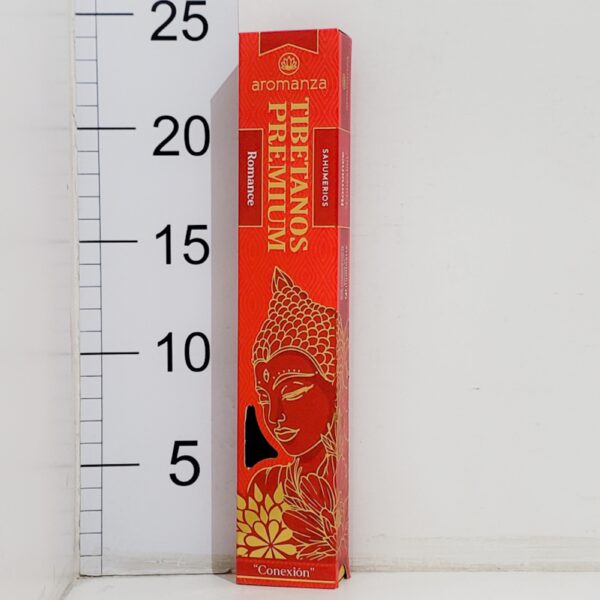 25
20
15
10
5
aromanza
TIBETANOS
PREMIUM
SAHUMERIOS
Romance
"Conexión"